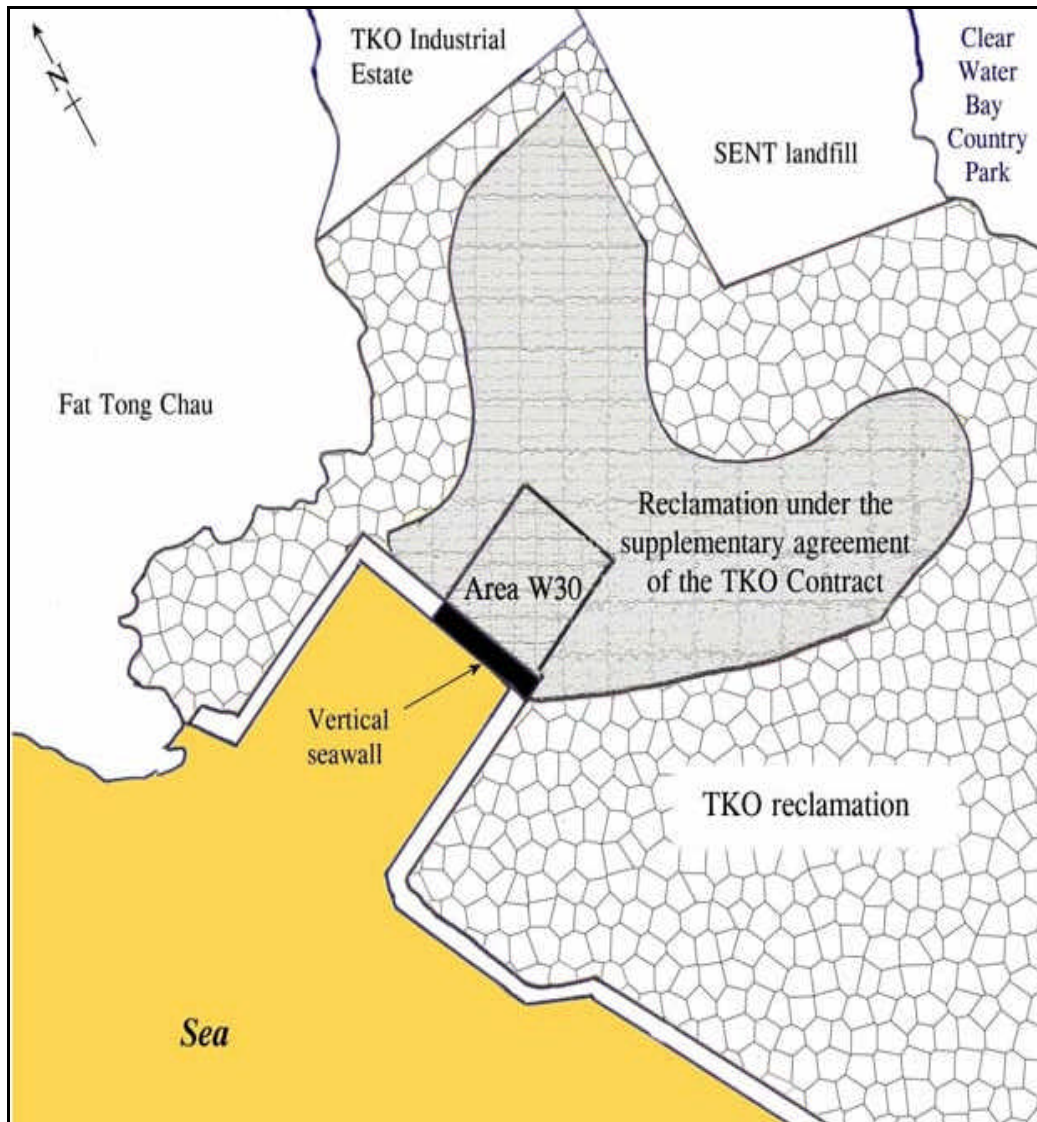 N
TKO Industrial
Estate
Clear
Water
Bay
Country
Park
SENT landfill
Fat Tong Chau
Reclamation under the
supplementary agreement
of the TKO Contract
Area W30
Vertical
seawall
TKO reclamation
Sea